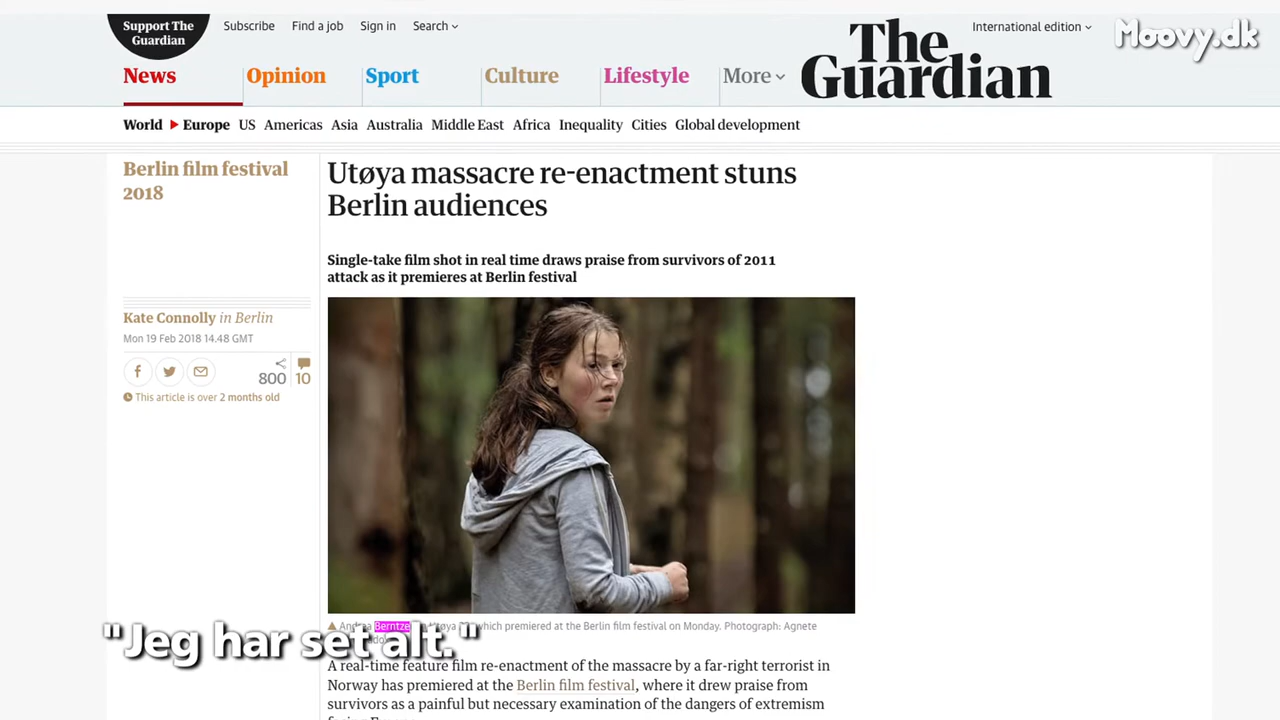 Support The
Guardian
Subscribe Find a job Sign in Search
The
Guardian
International edition
Moovy.dk
News Opinion Sport Culture Lifestyle More
World Europe US Americas Asia Australia Middle East Africa Inequality Cities Global development
Berlin film festival
2018
Utøya massacre re-enactment stuns
Berlin audiences
Single-take film shot in real time draws praise from survivors of 2011
attack as it premieres at Berlin festival
Kate Connolly in Berlin
Mon 19 Feb 2018 14.48 GMT
800 10
This article is over 2 months old
Berntze which premiered at the Berlin film festival on Monday. Photograph: Agnete
"Jeg har set alt."
A real-time feature film re-enactment of the massacre by a far-right terrorist in
Norway has premiered at the Berlin film festival, where it drew praise from
survivors as a painful but necessary examination of the dangers of extremism